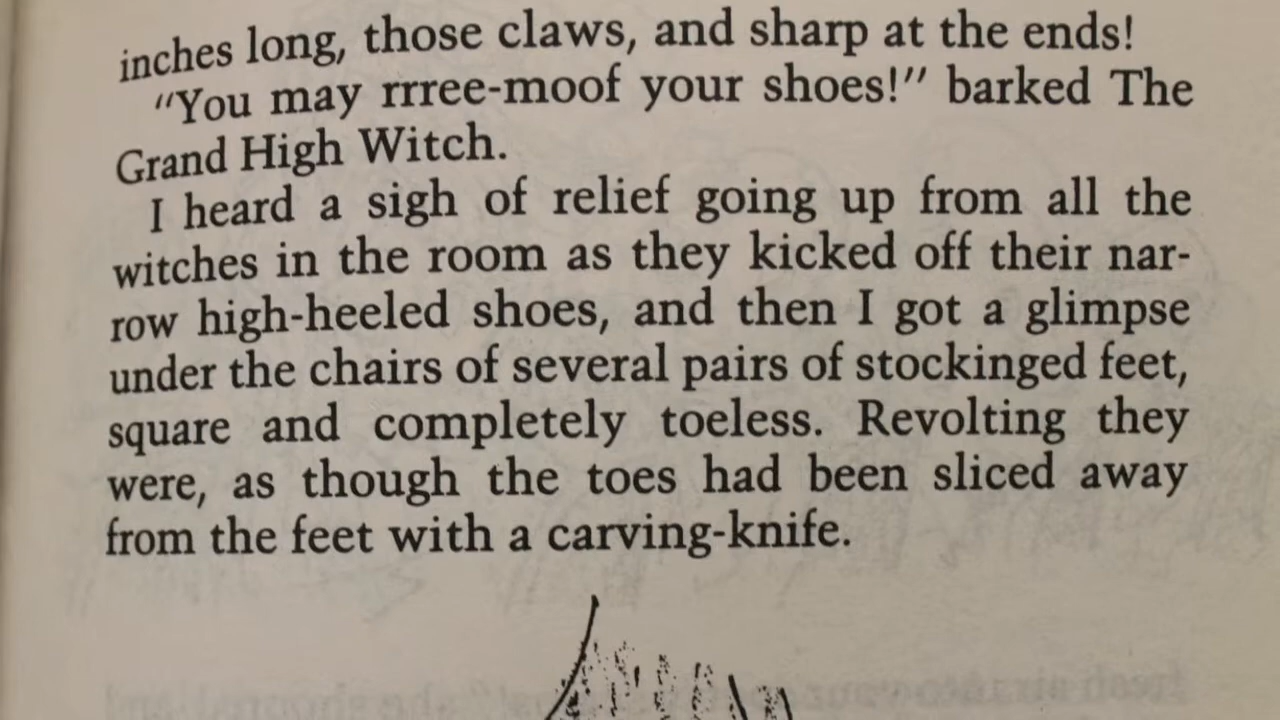 inches long, those claws, and sharp at the ends!
"You may rrree-moof your shoes!" barked The
Grand High Witch.
I heard a sigh of relief going up from all the
witches in the room as they kicked off their nar-
row high-heeled shoes, and then I got a glimpse
under the chairs of several pairs of stockinged feet,
square and completely toeless. Revolting they
were, as though the toes had been sliced away
from the feet with a carving-knife.